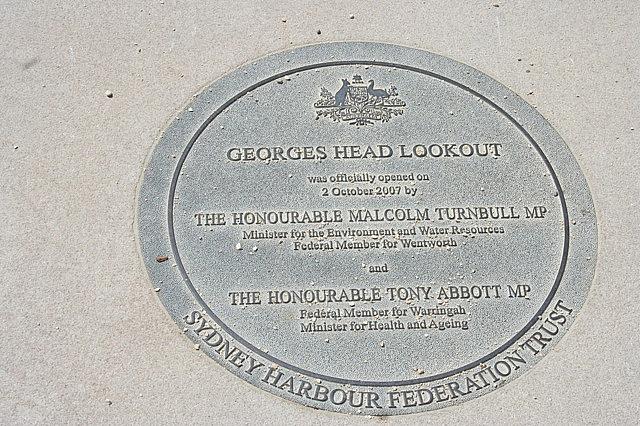 GEORGES HEAD LOOKOUT
was officially opened on
2 October 2007 by
THE HONOURABLE MALCOLM TURNBULL MP
Minister for the Environment and Water Resources
Federal Member for Wentworth
and
THE HONOURABLE TONY ABBOTT MP
Federal Member for Warringah
Minister for Health and Ageing
SYDNEY HARBOUR FEDERATION TRUST